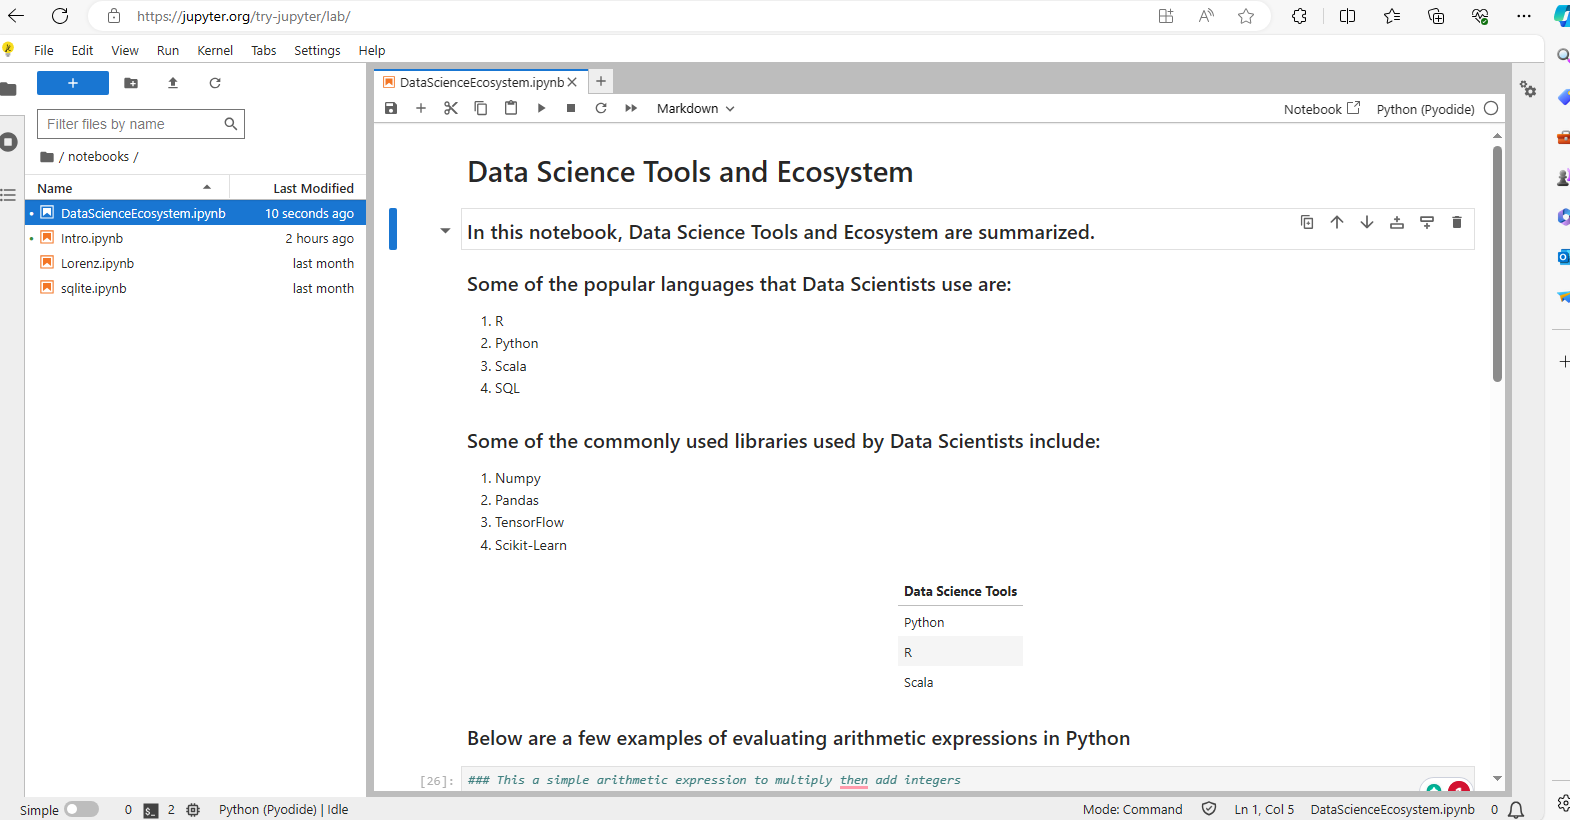 https://jupyter.org/try-jupyter/lab/
File Edit View Run Kernel Tabs Settings Help
Filter files by name
/ notebooks /
Name Last Modified
DataScienceEcosystem.ipynb 10 seconds ago
Intro.ipynb 2 hours ago
Lorenz.ipynb last month
sqlite.ipynb last month
DataScienceEcosystem.ipynb
Markdown
Notebook Python (Pyodide)
Data Science Tools and Ecosystem
In this notebook, Data Science Tools and Ecosystem are summarized.
Some of the popular languages that Data Scientists use are:
1. R
2. Python
3. Scala
4. SQL
Some of the commonly used libraries used by Data Scientists include:
1. Numpy
2. Pandas
3. TensorFlow
4. Scikit-Learn
Data Science Tools
Python
R
Scala
Below are a few examples of evaluating arithmetic expressions in Python
[26]: ### This a simple arithmetic expression to multiply then add integers
Simple 0 $_ 2 Python (Pyodide) | Idle Mode: Command Ln 1, Col 5 DataScienceEcosystem.ipynb 0